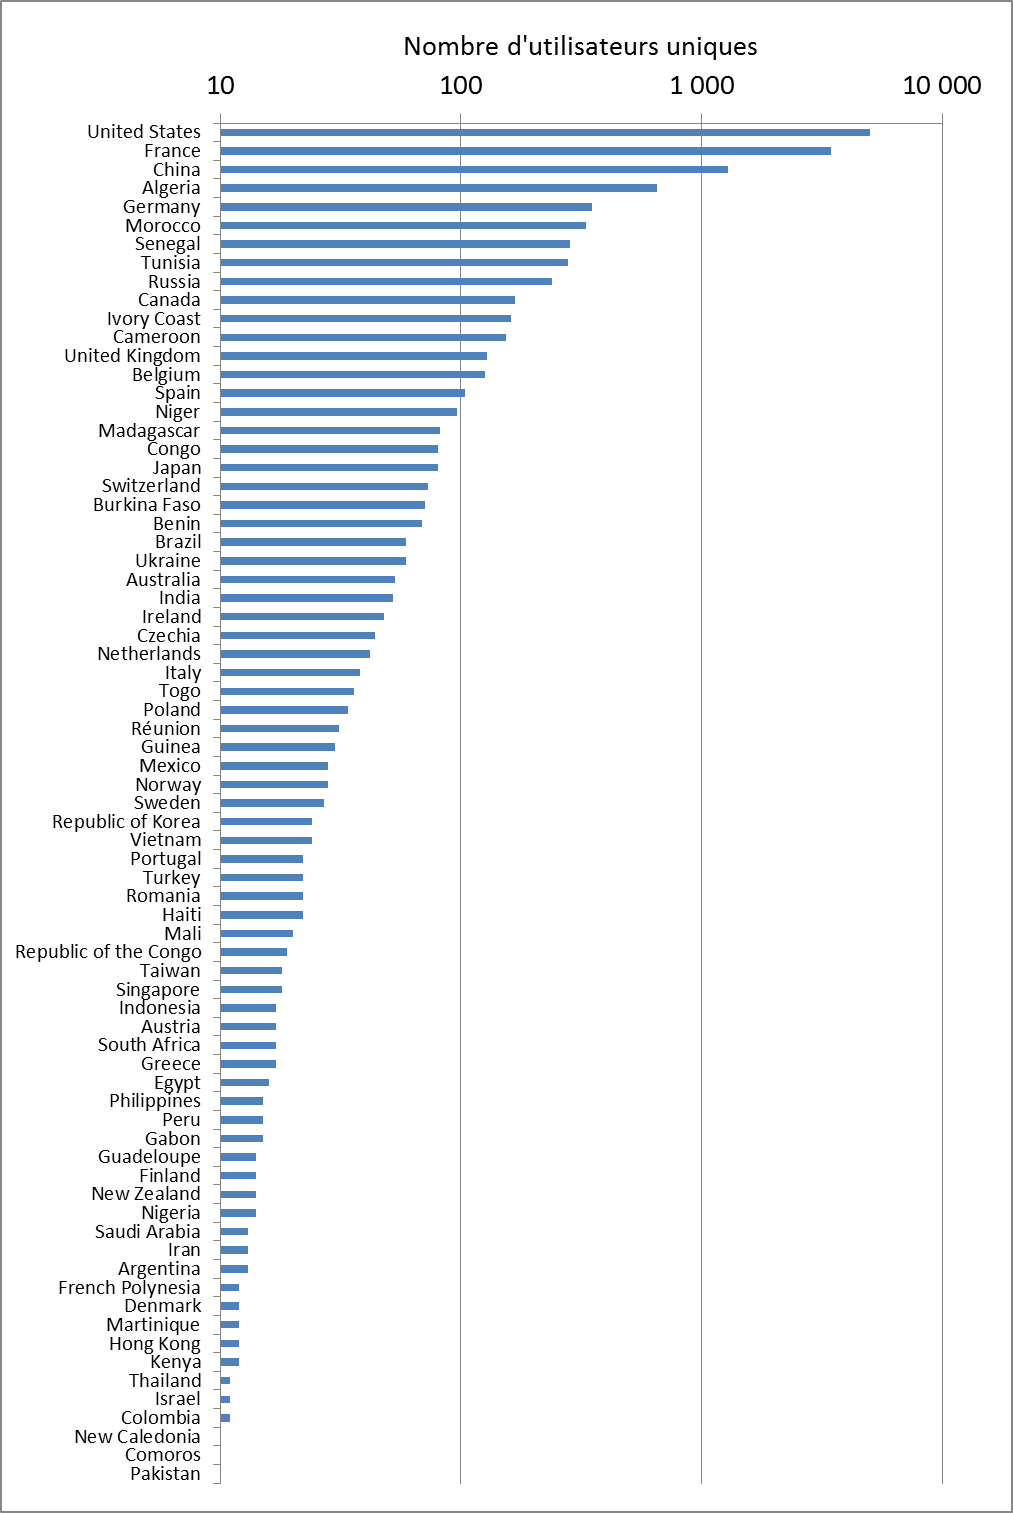 Nombre d'utilisateurs uniques
10 100 1 000 10 000
United States
France
China
Algeria
Germany
Morocco
Senegal
Tunisia
Russia
Canada
Ivory Coast
Cameroon
United Kingdom
Belgium
Spain
Niger
Madagascar
Congo
Japan
Switzerland
Burkina Faso
Benin
Brazil
Ukraine
Australia
India
Ireland
Czechia
Netherlands
Italy
Togo
Poland
Réunion
Guinea
Mexico
Norway
Sweden
Republic of Korea
Vietnam
Portugal
Turkey
Romania
Haiti
Mali
Republic of the Congo
Taiwan
Singapore
Indonesia
Austria
South Africa
Greece
Egypt
Philippines
Peru
Gabon
Guadeloupe
Finland
New Zealand
Nigeria
Saudi Arabia
Iran
Argentina
French Polynesia
Denmark
Martinique
Hong Kong
Kenya
Thailand
Israel
Colombia
New Caledonia
Comoros
Pakistan